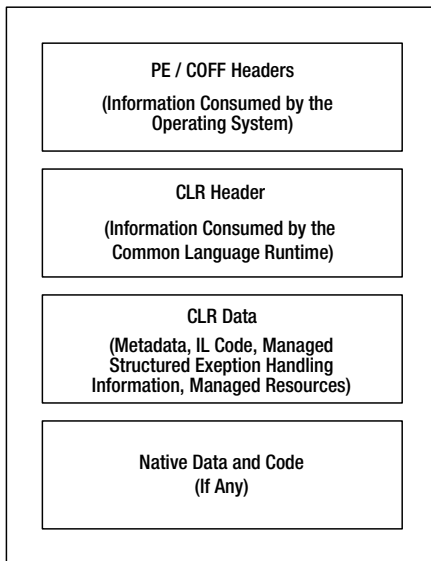 PE / COFF Headers
(Information Consumed by the
Operating System)
CLR Header
(Information Consumed by the
Common Language Runtime)
CLR Data
(Metadata, IL Code, Managed
Structured Exeption Handling
Information, Managed Resources)
Native Data and Code
(If Any)